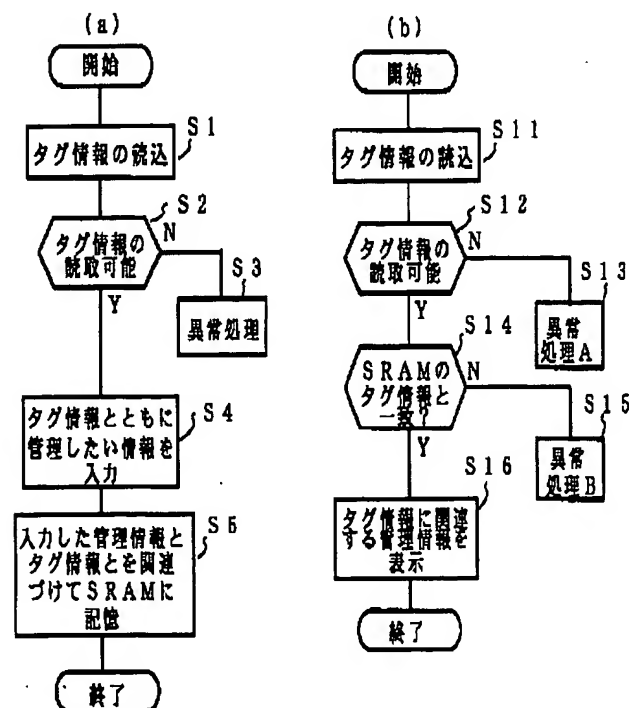 (a)
開始
S1
タグ情報の読込
S2
タグ情報の
読取可能
N
Y
S3
異常処理
S4
タグ情報とともに
管理したい情報を
入力
S5
入力した管理情報と
タグ情報とを関連
づけてSRAMに
記憶
終了
(b)
開始
S11
タグ情報の読込
S12
タグ情報の
読取可能
N
Y
S13
異常
処理A
S14
SRAMの
タグ情報と
一致?
N
Y
S15
異常
処理B
S16
タグ情報に関連
する管理情報を
表示
終了